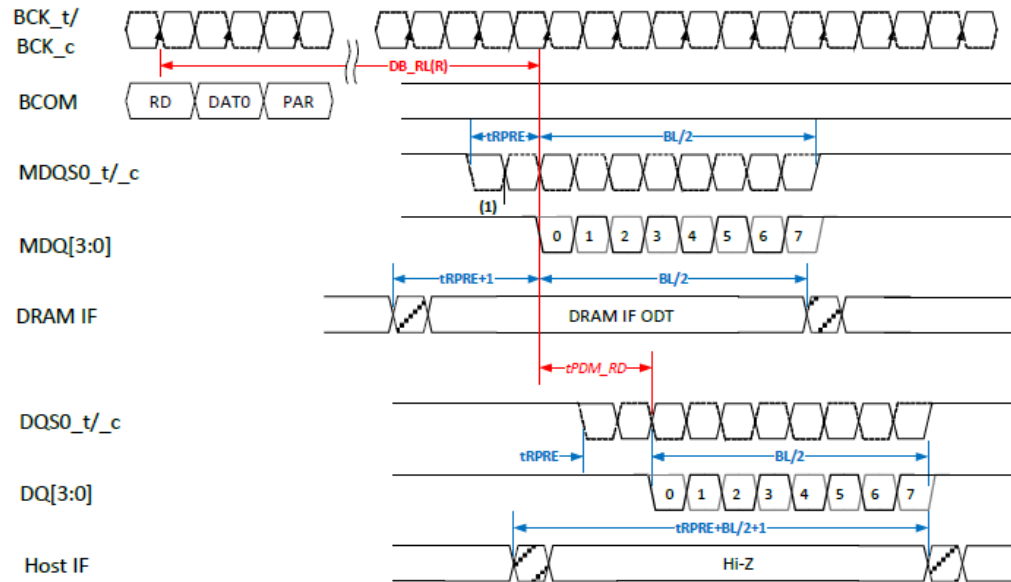 BCK_t/
BCK_c
DB_RL(R)
BCOM RD DAT0 PAR
tRPRE BL/2
MDQS0_t/_c
(1)
MDQ[3:0] 0 1 2 3 4 5 6 7
tRPRE+1 BL/2
DRAM IF DRAM IF ODT
tPDM_RD
DQS0_t/_c
tRPRE BL/2
DQ[3:0] 0 1 2 3 4 5 6 7
tRPRE+BL/2+1
Host IF Hi-Z